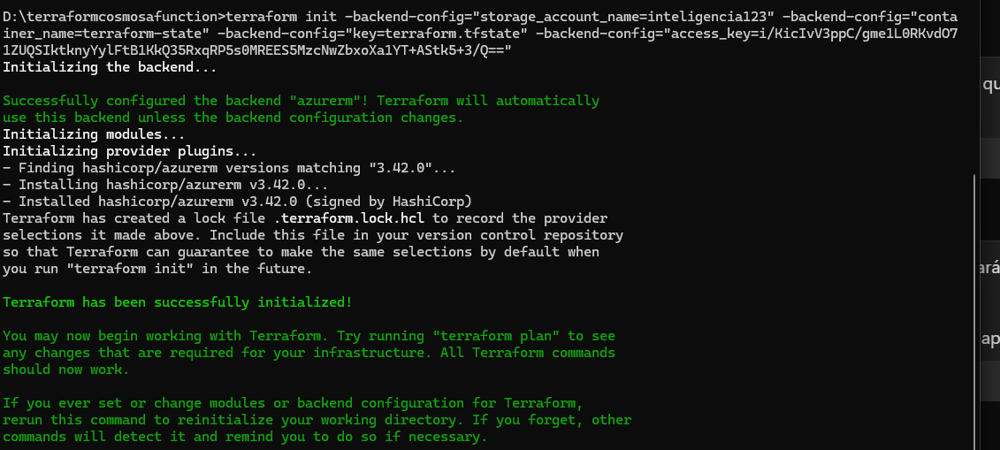 D:\terraformcosmosafunction>terraform init -backend-config="storage_account_name=inteligencia123" -backend-config="conta
iner_name=terraform-state" -backend-config="key=terraform.tfstate" -backend-config="access_key=i/KicIvV3ppC/gme1L0RKvdO7
1ZUQSIktknyYylFtB1KkQ35RxqRP5s0MREES5MzcNwZbxoXa1YT+AStk5+3/Q=="
Initializing the backend...
Successfully configured the backend "azurerm"! Terraform will automatically
use this backend unless the backend configuration changes.
Initializing modules...
Initializing provider plugins...
- Finding hashicorp/azurerm versions matching "3.42.0"...
- Installing hashicorp/azurerm v3.42.0...
- Installed hashicorp/azurerm v3.42.0 (signed by HashiCorp)
Terraform has created a lock file .terraform.lock.hcl to record the provider
selections it made above. Include this file in your version control repository
so that Terraform can guarantee to make the same selections by default when
you run "terraform init" in the future.
Terraform has been successfully initialized!
You may now begin working with Terraform. Try running "terraform plan" to see
any changes that are required for your infrastructure. All Terraform commands
should now work.
If you ever set or change modules or backend configuration for Terraform,
rerun this command to reinitialize your working directory. If you forget, other
commands will detect it and remind you to do so if necessary.
qu
ará
ap